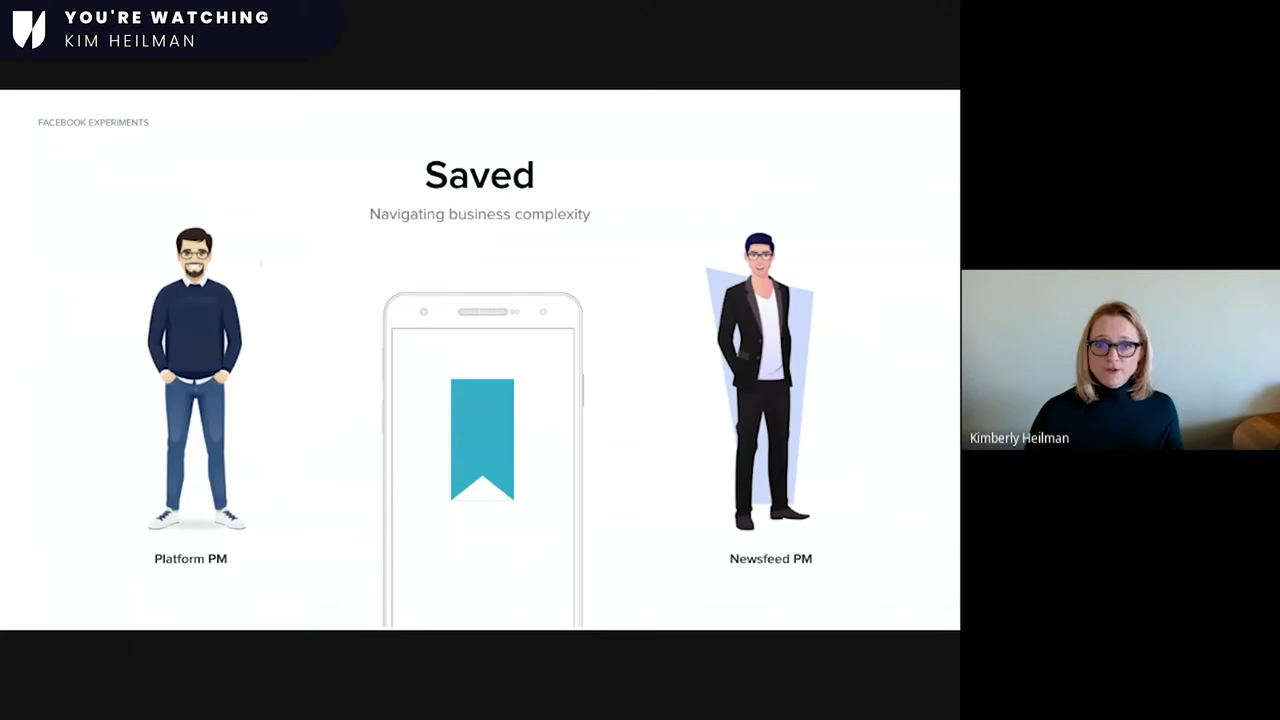 YOU'RE WATCHING
KIM HEILMAN
FACEBOOK EXPERIMENTS
Saved
Navigating business complexity
Platform PM
Newsfeed PM
Kimberly Heilman